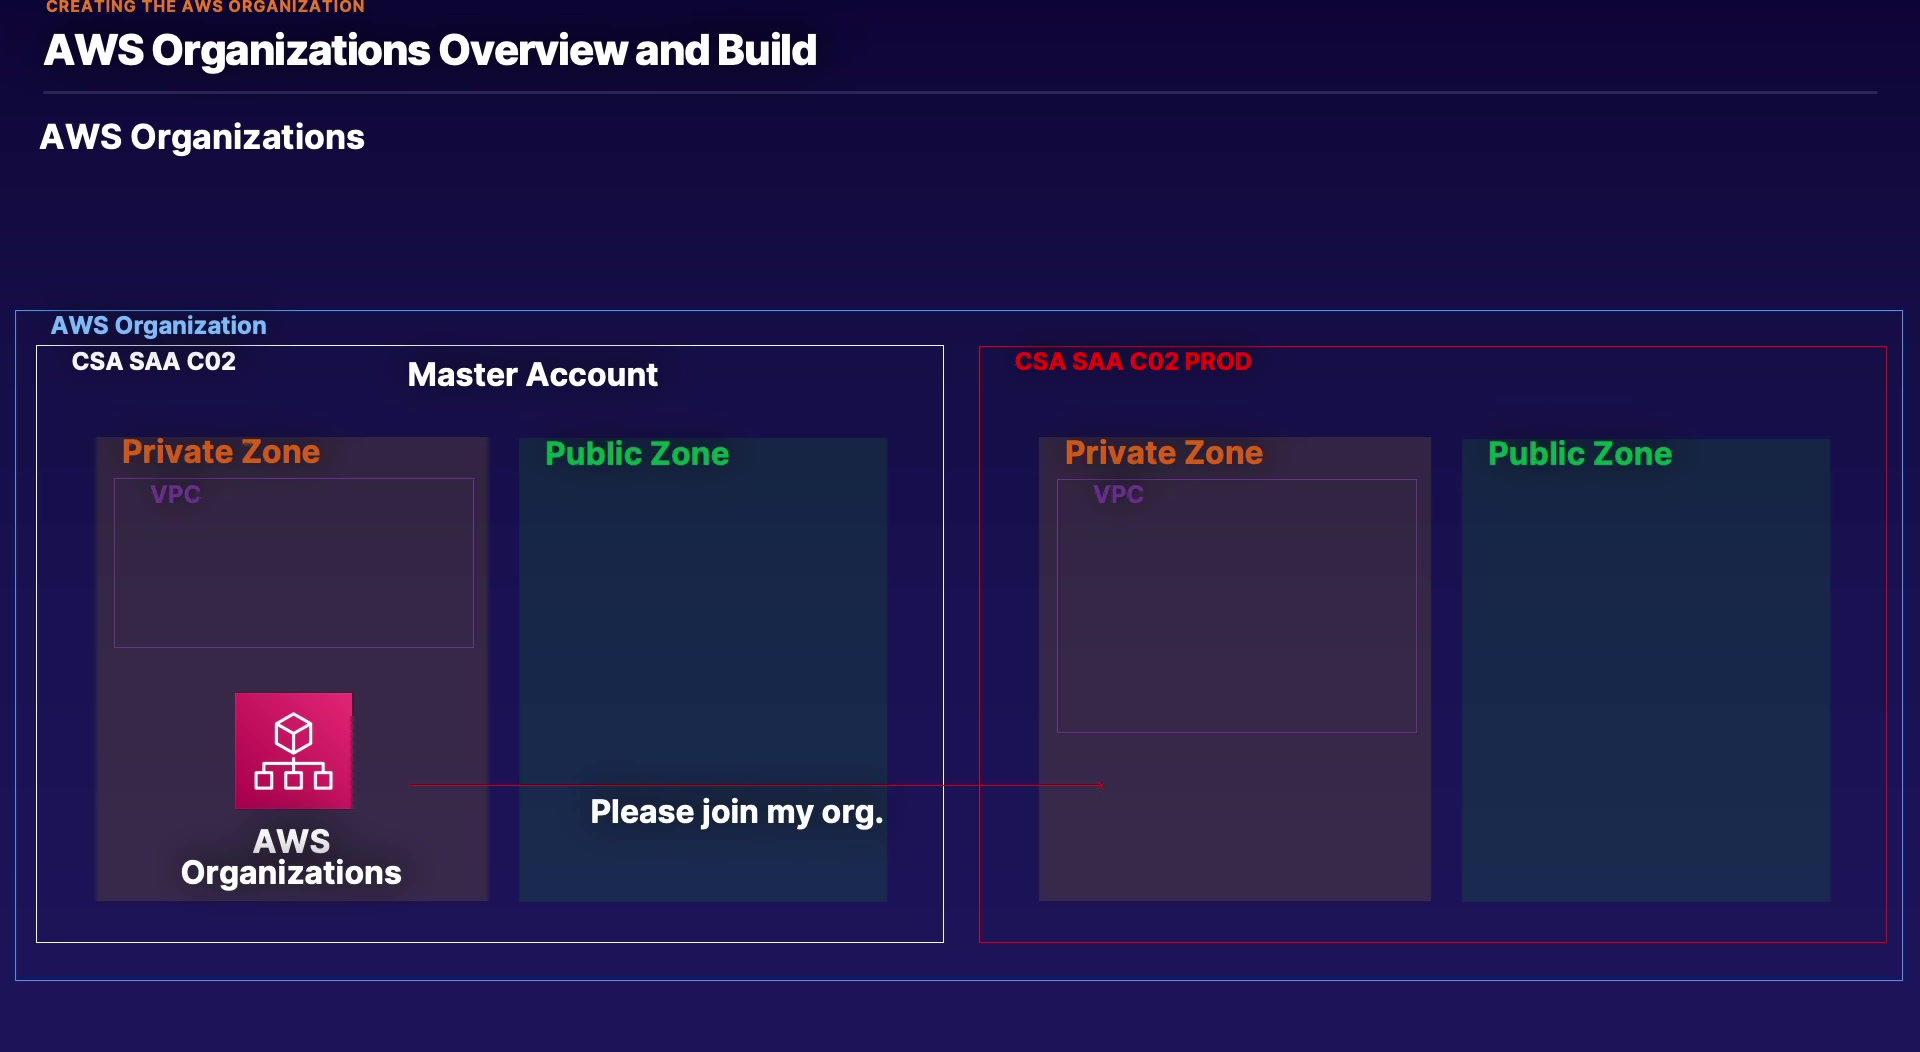 CREATING THE AWS ORGANIZATION
AWS Organizations Overview and Build
AWS Organizations
AWS Organization
CSA SAA C02
Master Account
Private Zone
VPC
Public Zone
AWS
Organizations
Please join my org.
CSA SAA C02 PROD
Private Zone
VPC
Public Zone